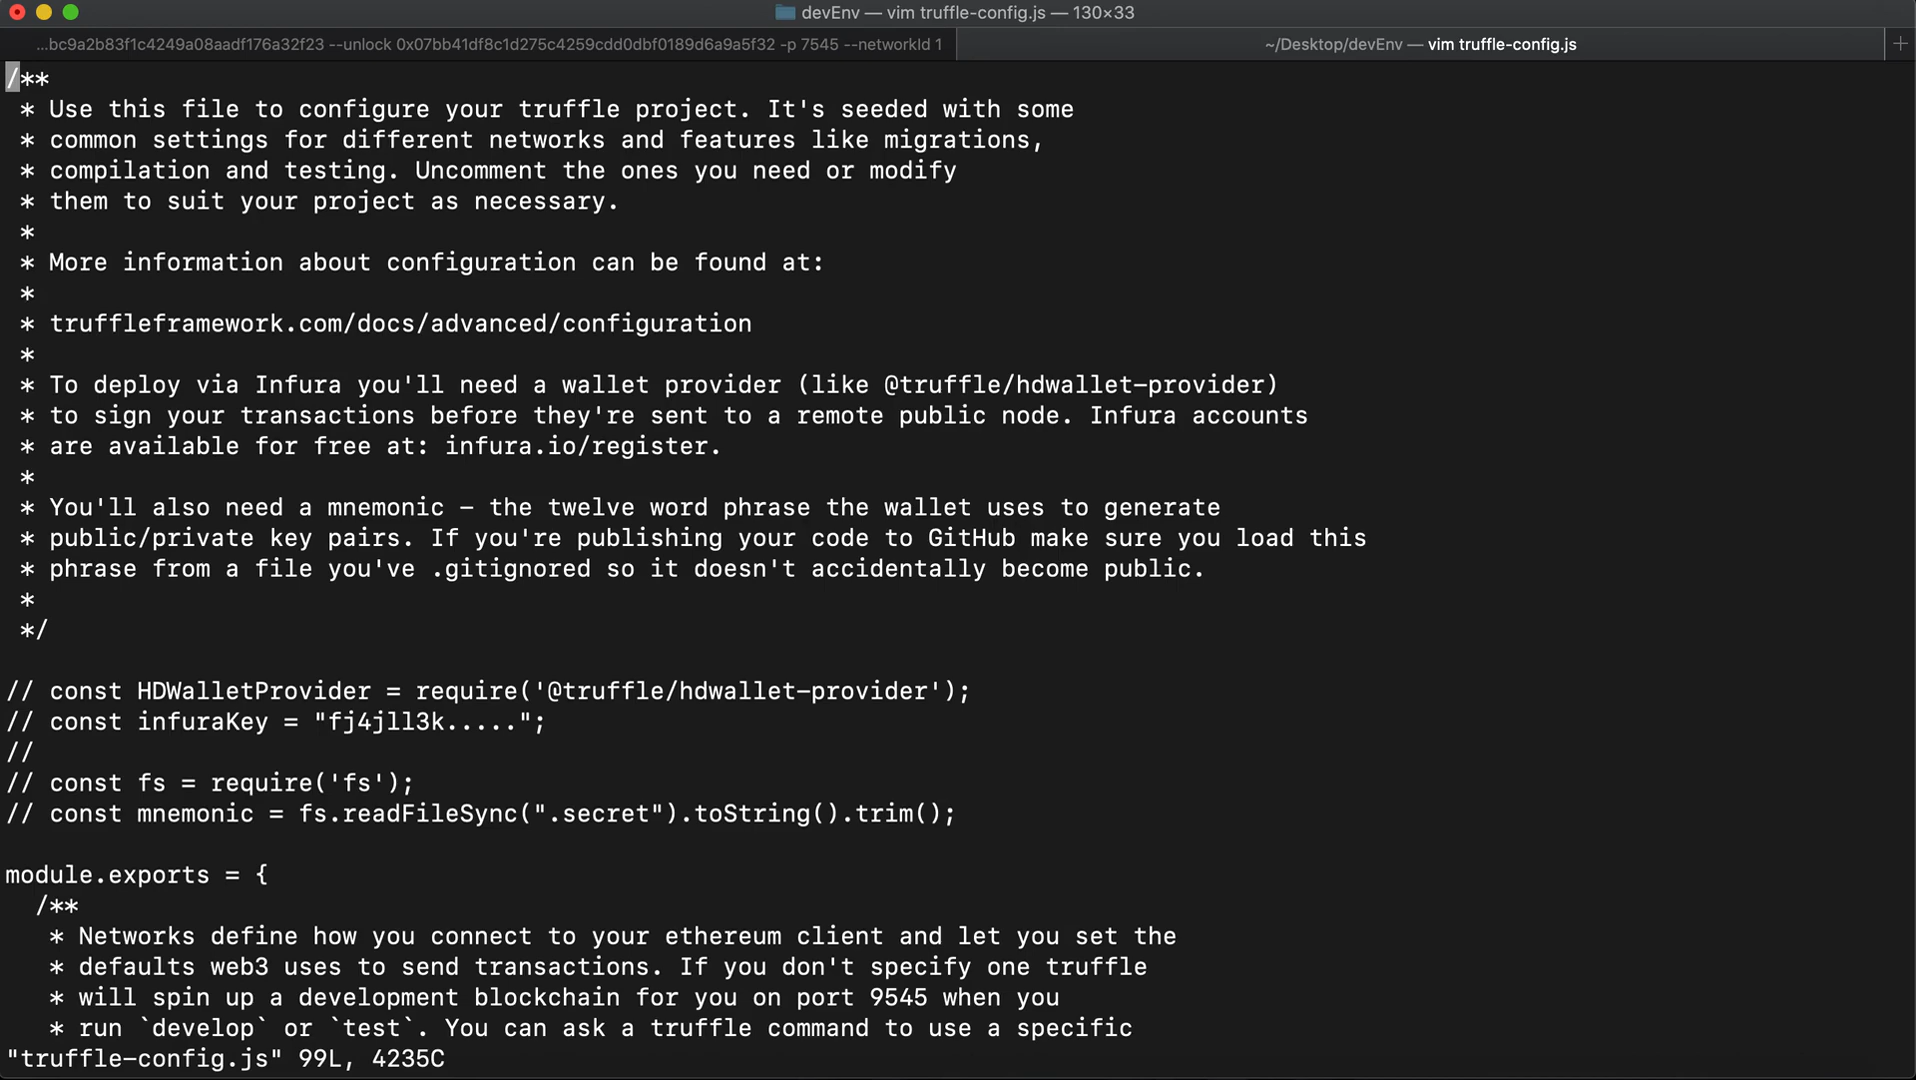 devEnv — vim truffle-config.js — 130×33
...bc9a2b83f1c4249a08aadf176a32f23 --unlock 0x07bb41df8c1d275c4259cdd0dbf0189d6a9a5f32 -p 7545 --networkId 1
~/Desktop/devEnv — vim truffle-config.js
+
/**
 * Use this file to configure your truffle project. It's seeded with some
 * common settings for different networks and features like migrations,
 * compilation and testing. Uncomment the ones you need or modify
 * them to suit your project as necessary.
 *
 * More information about configuration can be found at:
 *
 * truffleframework.com/docs/advanced/configuration
 *
 * To deploy via Infura you'll need a wallet provider (like @truffle/hdwallet-provider)
 * to sign your transactions before they're sent to a remote public node. Infura accounts
 * are available for free at: infura.io/register.
 *
 * You'll also need a mnemonic - the twelve word phrase the wallet uses to generate
 * public/private key pairs. If you're publishing your code to GitHub make sure you load this
 * phrase from a file you've .gitignored so it doesn't accidentally become public.
 *
 */
// const HDWalletProvider = require('@truffle/hdwallet-provider');
// const infuraKey = "fj4jll3k.....";
//
// const fs = require('fs');
// const mnemonic = fs.readFileSync(".secret").toString().trim();
module.exports = {
  /**
   * Networks define how you connect to your ethereum client and let you set the
   * defaults web3 uses to send transactions. If you don't specify one truffle
   * will spin up a development blockchain for you on port 9545 when you
   * run `develop` or `test`. You can ask a truffle command to use a specific
"truffle-config.js" 99L, 4235C